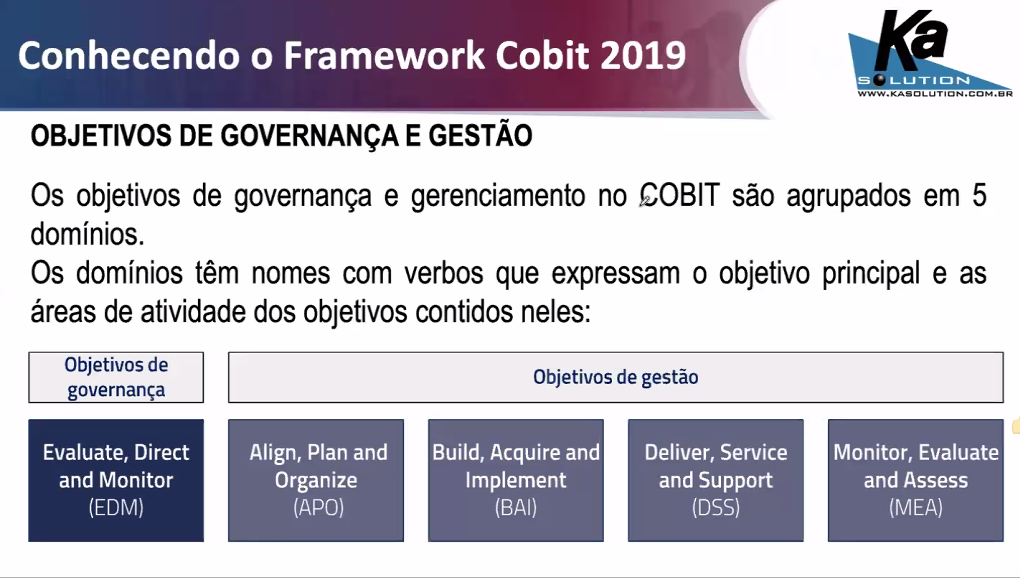 Conhecendo o Framework Cobit 2019
Ka
SOLUTION
WWW.KASOLUTION.COM.BR
OBJETIVOS DE GOVERNANÇA E GESTÃO
Os objetivos de governança e gerenciamento no COBIT são agrupados em 5
domínios.
Os domínios têm nomes com verbos que expressam o objetivo principal e as
áreas de atividade dos objetivos contidos neles:
Objetivos de
governança
Objetivos de gestão
Evaluate, Direct
and Monitor
(EDM)
Align, Plan and
Organize
(APO)
Build, Acquire and
Implement
(BAI)
Deliver, Service
and Support
(DSS)
Monitor, Evaluate
and Assess
(MEA)